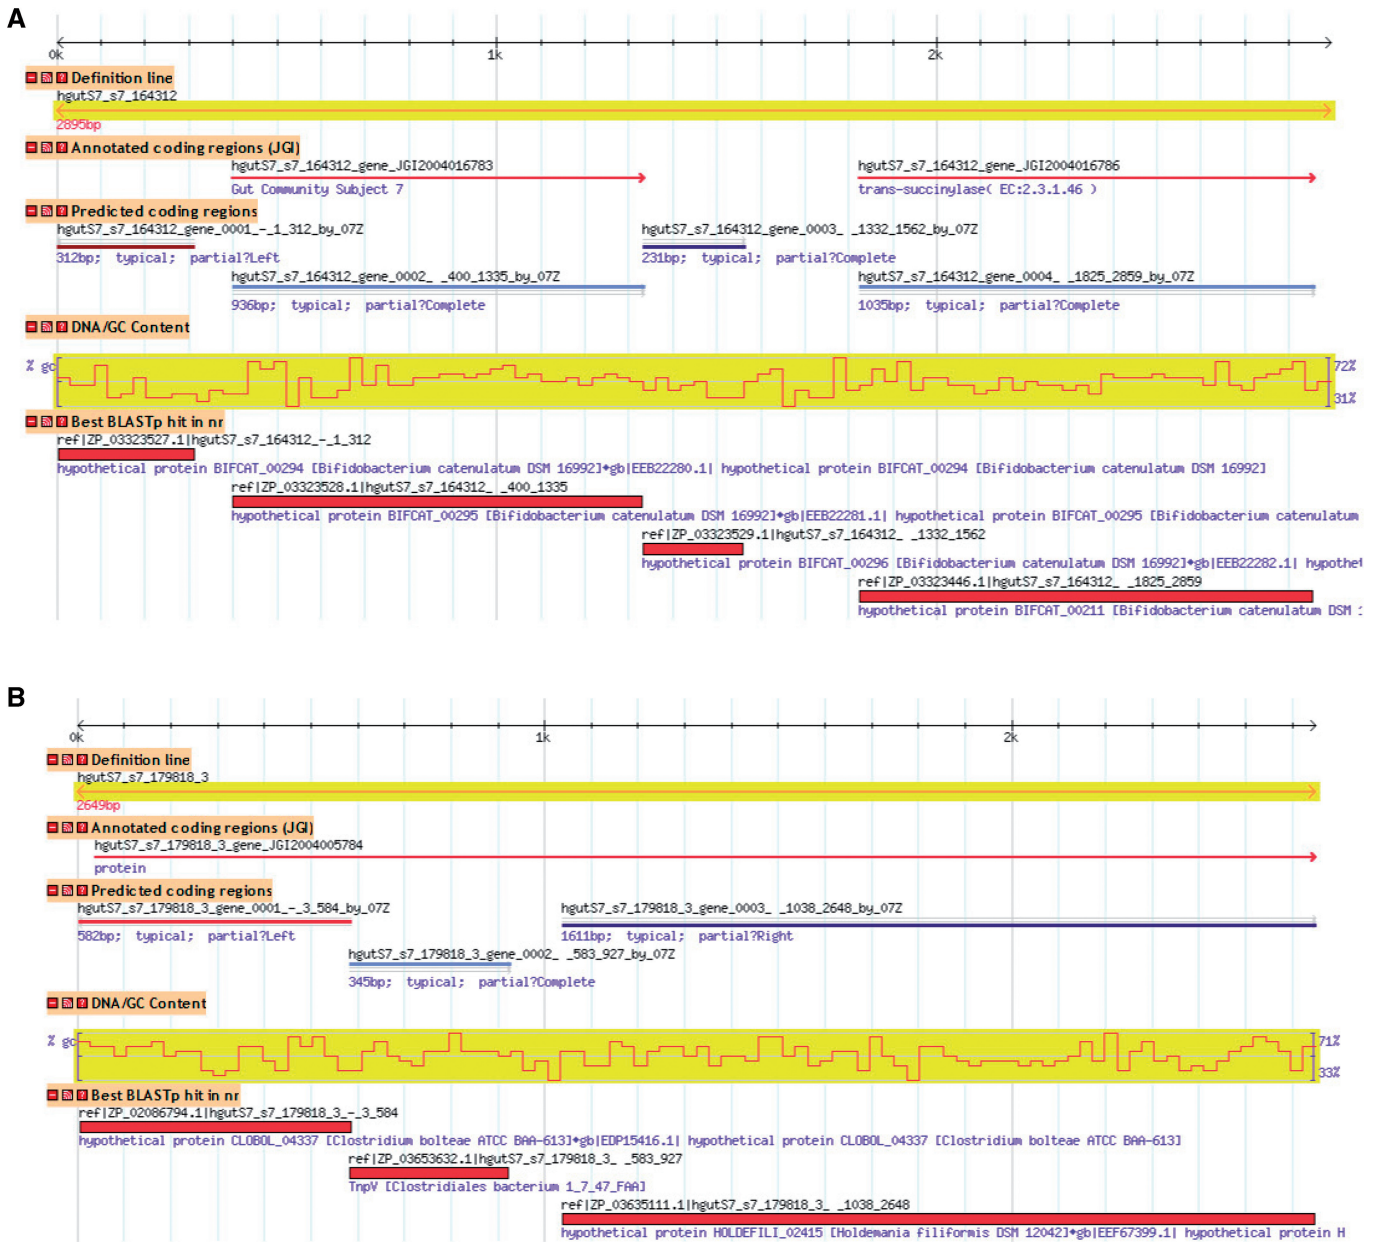 A
0k 1k 2k
Definition line
hgutS7_s7_164312
2895bp
Annotated coding regions (JGI)
hgutS7_s7_164312_gene_JGI2004016783 hgutS7_s7_164312_gene_JGI2004016786
Gut Community Subject 7 trans-succinylase( EC:2.3.1.46 )
Predicted coding regions
hgutS7_s7_164312_gene_0001_-_1_312_by_07Z hgutS7_s7_164312_gene_0003_ _1332_1562_by_07Z
312bp; typical; partial?Left 231bp; typical; partial?Complete
hgutS7_s7_164312_gene_0002_ _400_1335_by_07Z hgutS7_s7_164312_gene_0004_ _1825_2859_by_07Z
936bp; typical; partial?Complete 1035bp; typical; partial?Complete
DNA/GC Content
% gc 72%
31%
Best BLASTp hit in nr
ref|ZP_03323527.1|hgutS7_s7_164312_-_1_312
hypothetical protein BIFCAT_00294 [Bifidobacterium catenulatum DSM 16992]♦gb|EEB22280.1| hypothetical protein BIFCAT_00294 [Bifidobacterium catenulatum DSM 16992]
ref|ZP_03323528.1|hgutS7_s7_164312_ _400_1335
hypothetical protein BIFCAT_00295 [Bifidobacterium catenulatum DSM 16992]♦gb|EEB22281.1| hypothetical protein BIFCAT_00295 [Bifidobacterium catenulatum
ref|ZP_03323529.1|hgutS7_s7_164312_ _1332_1562
hypothetical protein BIFCAT_00296 [Bifidobacterium catenulatum DSM 16992]♦gb|EEB22282.1| hypothet
ref|ZP_03323446.1|hgutS7_s7_164312_ _1825_2859
hypothetical protein BIFCAT_00211 [Bifidobacterium catenulatum DSM
B
0k 1k 2k
Definition line
hgutS7_s7_179818_3
2649bp
Annotated coding regions (JGI)
hgutS7_s7_179818_3_gene_JGI2004005784
protein
Predicted coding regions
hgutS7_s7_179818_3_gene_0001_-_3_584_by_07Z hgutS7_s7_179818_3_gene_0003_ _1038_2648_by_07Z
582bp; typical; partial?Left 1611bp; typical; partial?Right
hgutS7_s7_179818_3_gene_0002_ _583_927_by_07Z
345bp; typical; partial?Complete
DNA/GC Content
% gc 71%
33%
Best BLASTp hit in nr
ref|ZP_02086794.1|hgutS7_s7_179818_3_-_3_584
hypothetical protein CLOBOL_04337 [Clostridium bolteae ATCC BAA-613]♦gb|EDP15416.1| hypothetical protein CLOBOL_04337 [Clostridium bolteae ATCC BAA-613]
ref|ZP_03653632.1|hgutS7_s7_179818_3_ _583_927
TnpV [Clostridiales bacterium 1_7_47_FAA]
ref|ZP_03635111.1|hgutS7_s7_179818_3_ _1038_2648
hypothetical protein HOLDEFILI_02415 [Holdemania filiformis DSM 12042]♦gb|EEF67399.1| hypothetical protein H